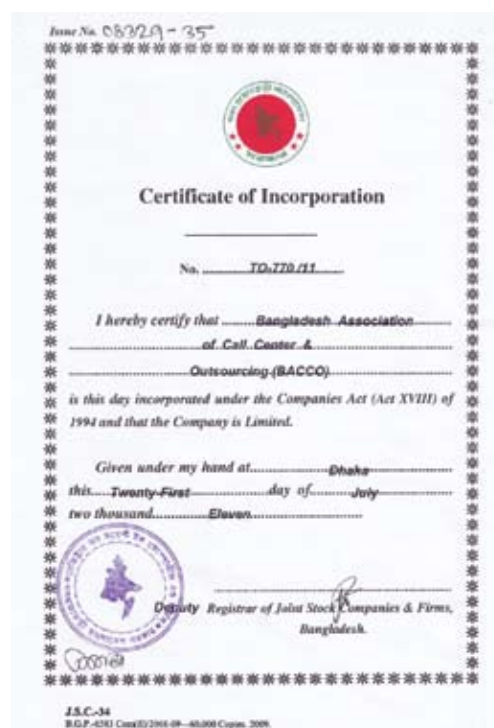 Issue No. 08329-35
Certificate of Incorporation
No. TO-770 /11
I hereby certify that Bangladesh Association
of Call Center &
Outsourcing (BACCO)
is this day incorporated under the Companies Act (Act XVIII) of
1994 and that the Company is Limited.
Given under my hand at Dhaka
this Twenty-First day of July
two thousand Eleven
Deputy Registrar of Joint Stock Companies & Firms,
Bangladesh.
J.S.C.-34